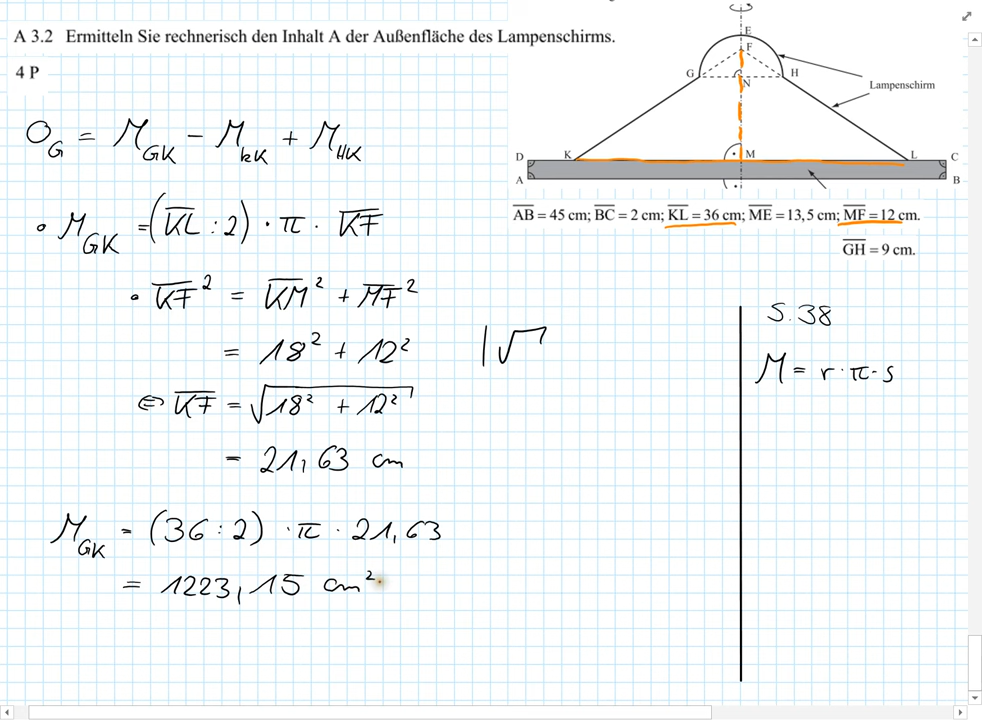 A 3.2 Ermitteln Sie rechnerisch den Inhalt A der Außenfläche des Lampenschirms.
4 P
E
F
G
H
N
Lampenschirm
D
K
M
L
C
A
B
AB = 45 cm; BC = 2 cm; KL = 36 cm; ME = 13,5 cm; MF = 12 cm.
GH = 9 cm.
O_G = M_GK - M_kK + M_HK
• M_GK = (KL : 2) · π · KF
• KF² = KM² + MF²
= 18² + 12² | √
⇔ KF = √18² + 12²
= 21,63 cm
M_GK = (36 : 2) · π · 21,63
= 1223,15 cm²
S. 38
M = r · π · s